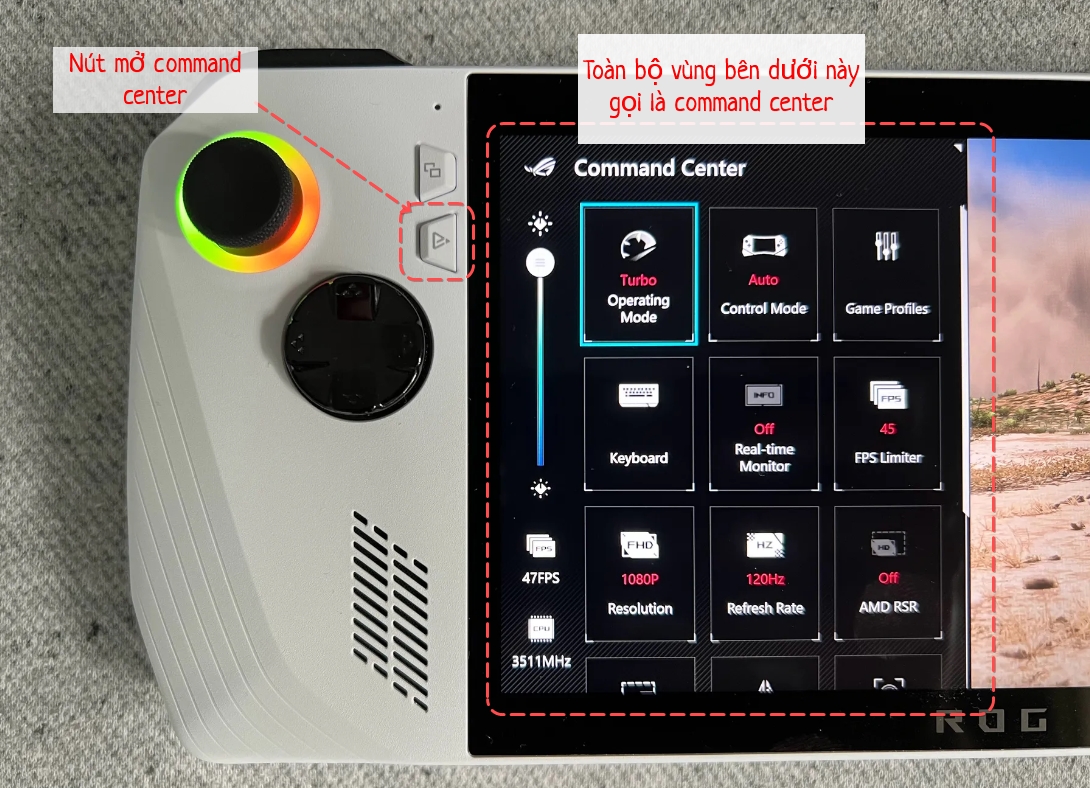 Nút mở command
center
Toàn bộ vùng bên dưới này
gọi là command center
Command Center
Turbo
Operating
Mode
Auto
Control Mode
Game Profiles
Keyboard
INFO
Off
Real-time
Monitor
FPS
45
FPS Limiter
FPS
47FPS
FHD
1080P
Resolution
HZ
120Hz
Refresh Rate
HD
Off
AMD RSR
CPU
3511MHz
ROG